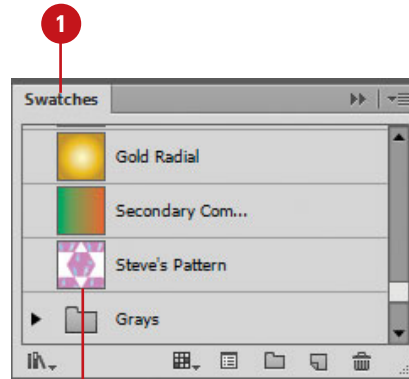 1
Swatches
Gold Radial
Secondary Com...
Steve's Pattern
Grays